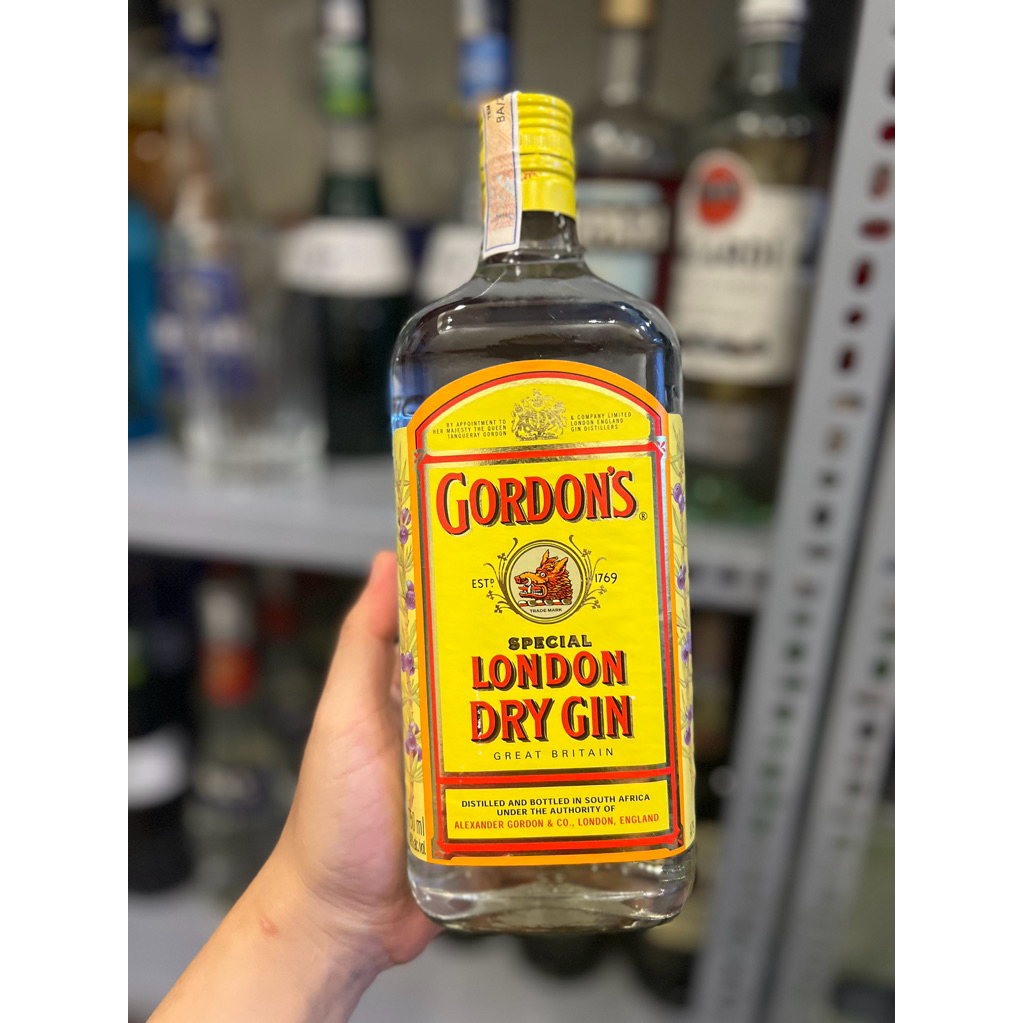 BY APPOINTMENT TO
HER MAJESTY THE QUEEN
TANQUERAY GORDON
& COMPANY LIMITED
LONDON ENGLAND
GIN DISTILLERS
GORDON'S®
ESTD 1769
TRADE MARK
SPECIAL
LONDON
DRY GIN
GREAT BRITAIN
DISTILLED AND BOTTLED IN SOUTH AFRICA
UNDER THE AUTHORITY OF
ALEXANDER GORDON & CO., LONDON, ENGLAND
ml